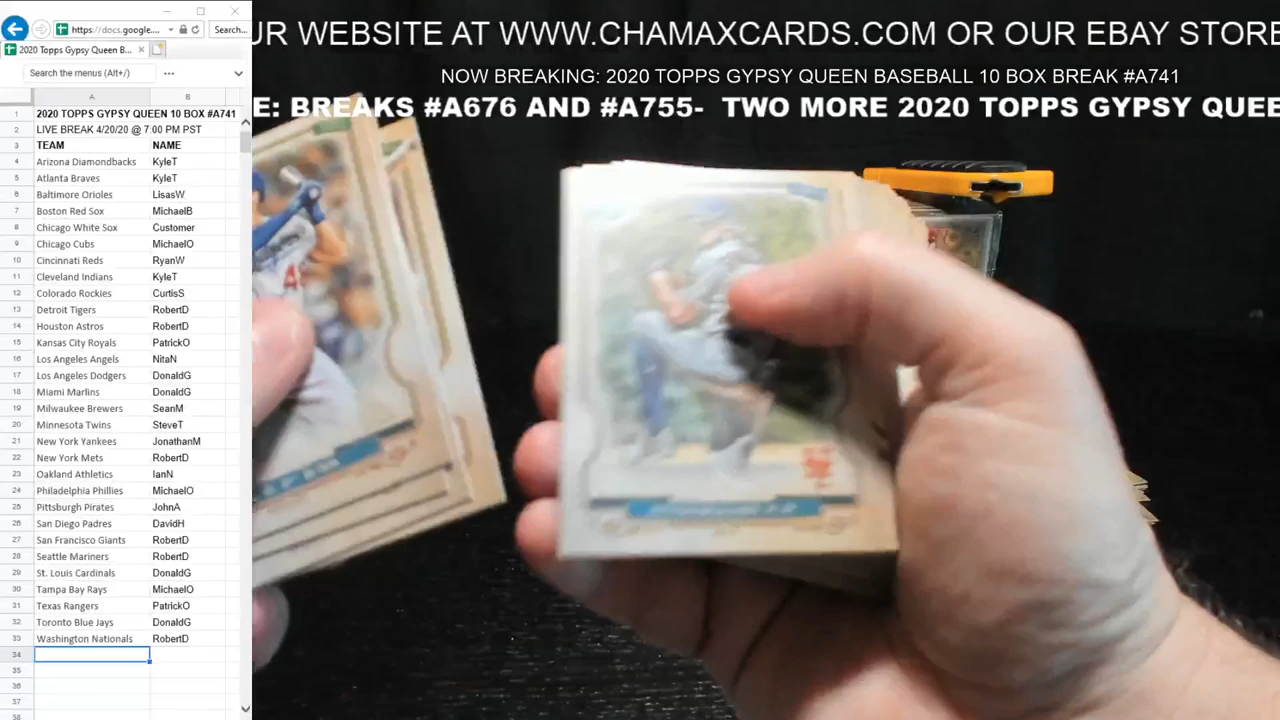 https://docs.google....
Search...
2020 Topps Gypsy Queen B...
Search the menus (Alt+/)
A B
1 2020 TOPPS GYPSY QUEEN 10 BOX #A741
2 LIVE BREAK 4/20/20 @ 7:00 PM PST
3 TEAM NAME
4 Arizona Diamondbacks KyleT
5 Atlanta Braves KyleT
6 Baltimore Orioles LisasW
7 Boston Red Sox MichaelB
8 Chicago White Sox Customer
9 Chicago Cubs MichaelO
10 Cincinnati Reds RyanW
11 Cleveland Indians KyleT
12 Colorado Rockies CurtisS
13 Detroit Tigers RobertD
14 Houston Astros RobertD
15 Kansas City Royals PatrickO
16 Los Angeles Angels NitaN
17 Los Angeles Dodgers DonaldG
18 Miami Marlins DonaldG
19 Milwaukee Brewers SeanM
20 Minnesota Twins SteveT
21 New York Yankees JonathanM
22 New York Mets RobertD
23 Oakland Athletics IanN
24 Philadelphia Phillies MichaelO
25 Pittsburgh Pirates JohnA
26 San Diego Padres DavidH
27 San Francisco Giants RobertD
28 Seattle Mariners RobertD
29 St. Louis Cardinals DonaldG
30 Tampa Bay Rays MichaelO
31 Texas Rangers PatrickO
32 Toronto Blue Jays DonaldG
33 Washington Nationals RobertD
34
35
36
37
38
UR WEBSITE AT WWW.CHAMAXCARDS.COM OR OUR EBAY STORE
NOW BREAKING: 2020 TOPPS GYPSY QUEEN BASEBALL 10 BOX BREAK #A741
E: BREAKS #A676 AND #A755- TWO MORE 2020 TOPPS GYPSY QUEE